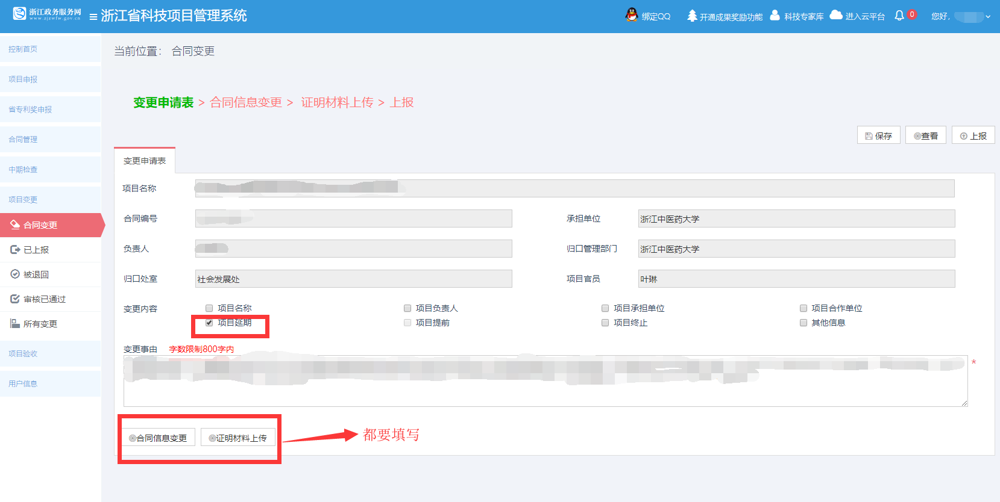 浙江政务服务网
www.zjzwfw.gov.cn
浙江省科技项目管理系统
绑定QQ
开通成果奖励功能
科技专家库
进入云平台
0
您好,
控制首页
项目申报
省专利奖申报
合同管理
中期检查
项目变更
合同变更
已上报
被退回
审核已通过
所有变更
项目验收
用户信息
当前位置: 合同变更
变更申请表 > 合同信息变更 > 证明材料上传 > 上报
保存 查看 上报
变更申请表
项目名称
合同编号
承担单位 浙江中医药大学
负责人
归口管理部门 浙江中医药大学
归口处室 社会发展处
项目官员 叶琳
变更内容 项目名称 项目负责人 项目承担单位 项目合作单位
项目延期 项目提前 项目终止 其他信息
变更事由 字数限制800字内
*
合同信息变更 证明材料上传
都要填写